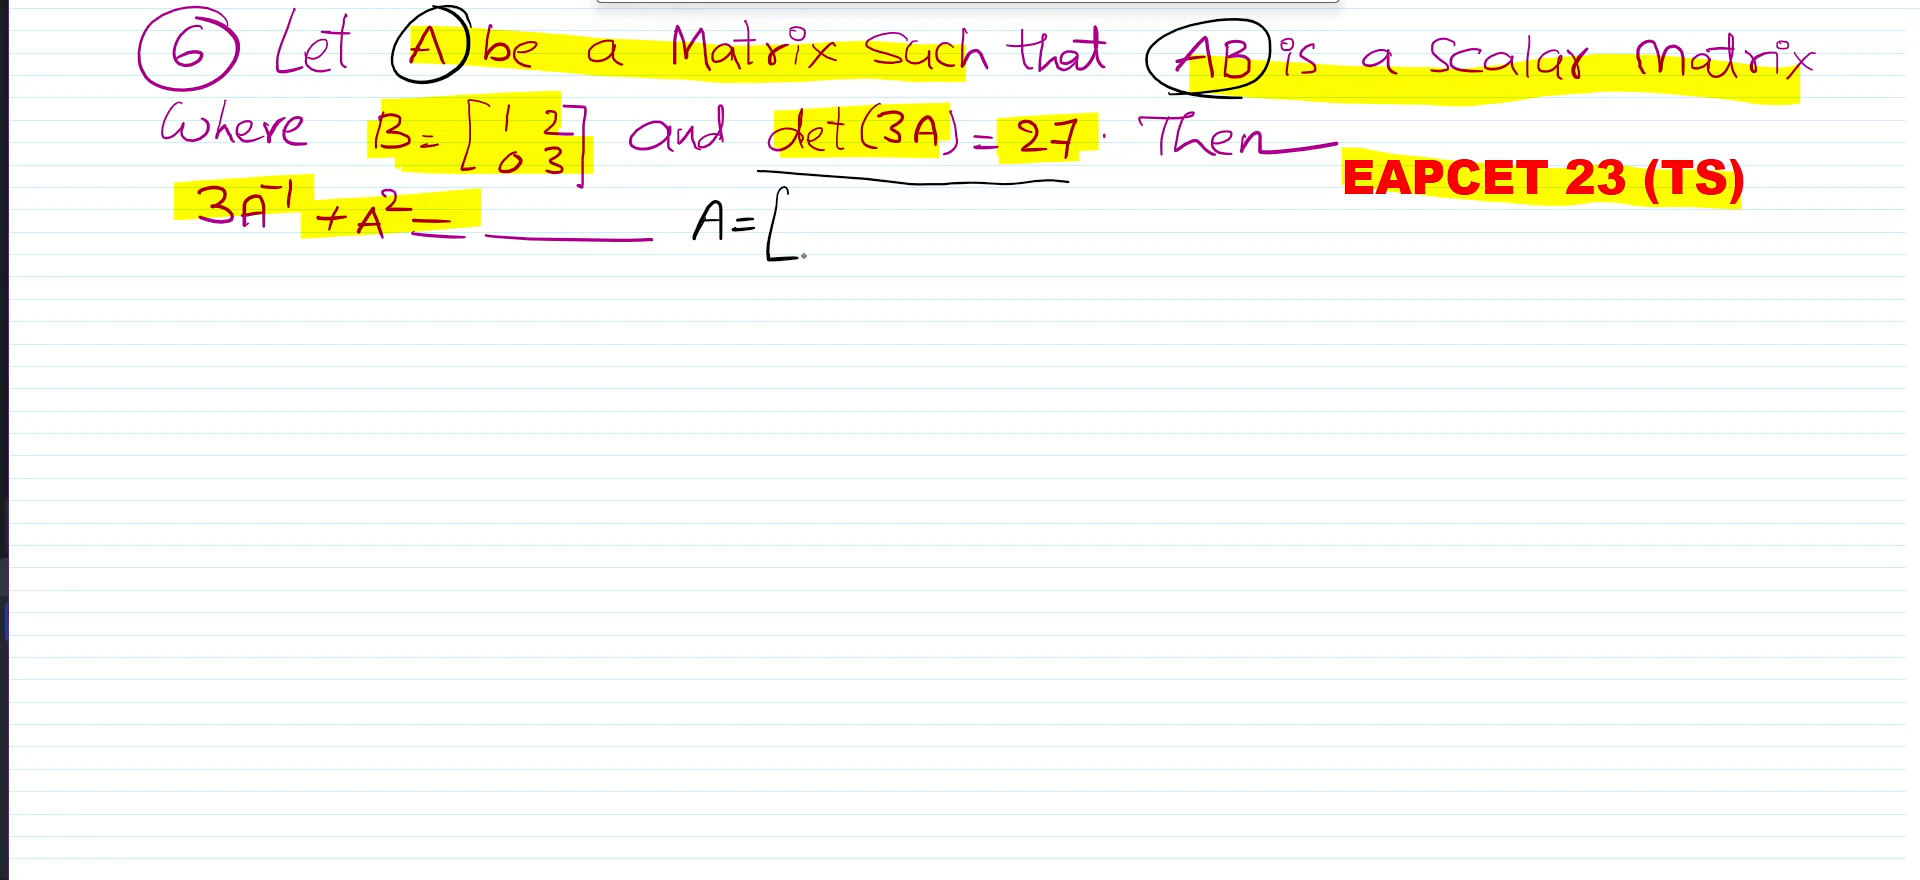 6 Let A be a Matrix Such that AB is a Scalar Matrix
Where B = [1 2 and det(3A) = 27. Then
0 3]
EAPCET 23 (TS)
3A⁻¹ + A² = ______ A = [